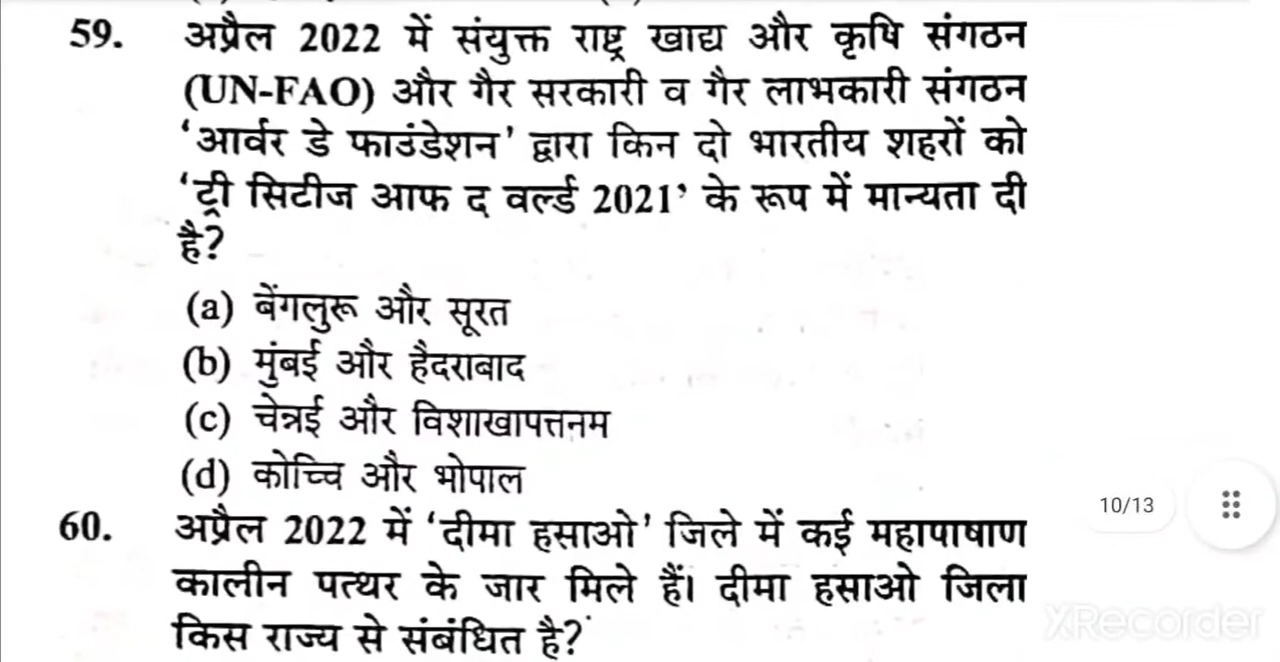 59. अप्रैल 2022 में संयुक्त राष्ट्र खाद्य और कृषि संगठन
(UN-FAO) और गैर सरकारी व गैर लाभकारी संगठन
‘आर्वर डे फाउंडेशन’ द्वारा किन दो भारतीय शहरों को
‘ट्री सिटीज आफ द वर्ल्ड 2021’ के रूप में मान्यता दी
है?
(a) बेंगलुरू और सूरत
(b) मुंबई और हैदराबाद
(c) चेन्नई और विशाखापत्तनम
(d) कोच्चि और भोपाल
10/13
60. अप्रैल 2022 में ‘दीमा हसाओ’ जिले में कई महापाषाण
कालीन पत्थर के जार मिले हैं। दीमा हसाओ जिला
किस राज्य से संबंधित है?
XRecorder